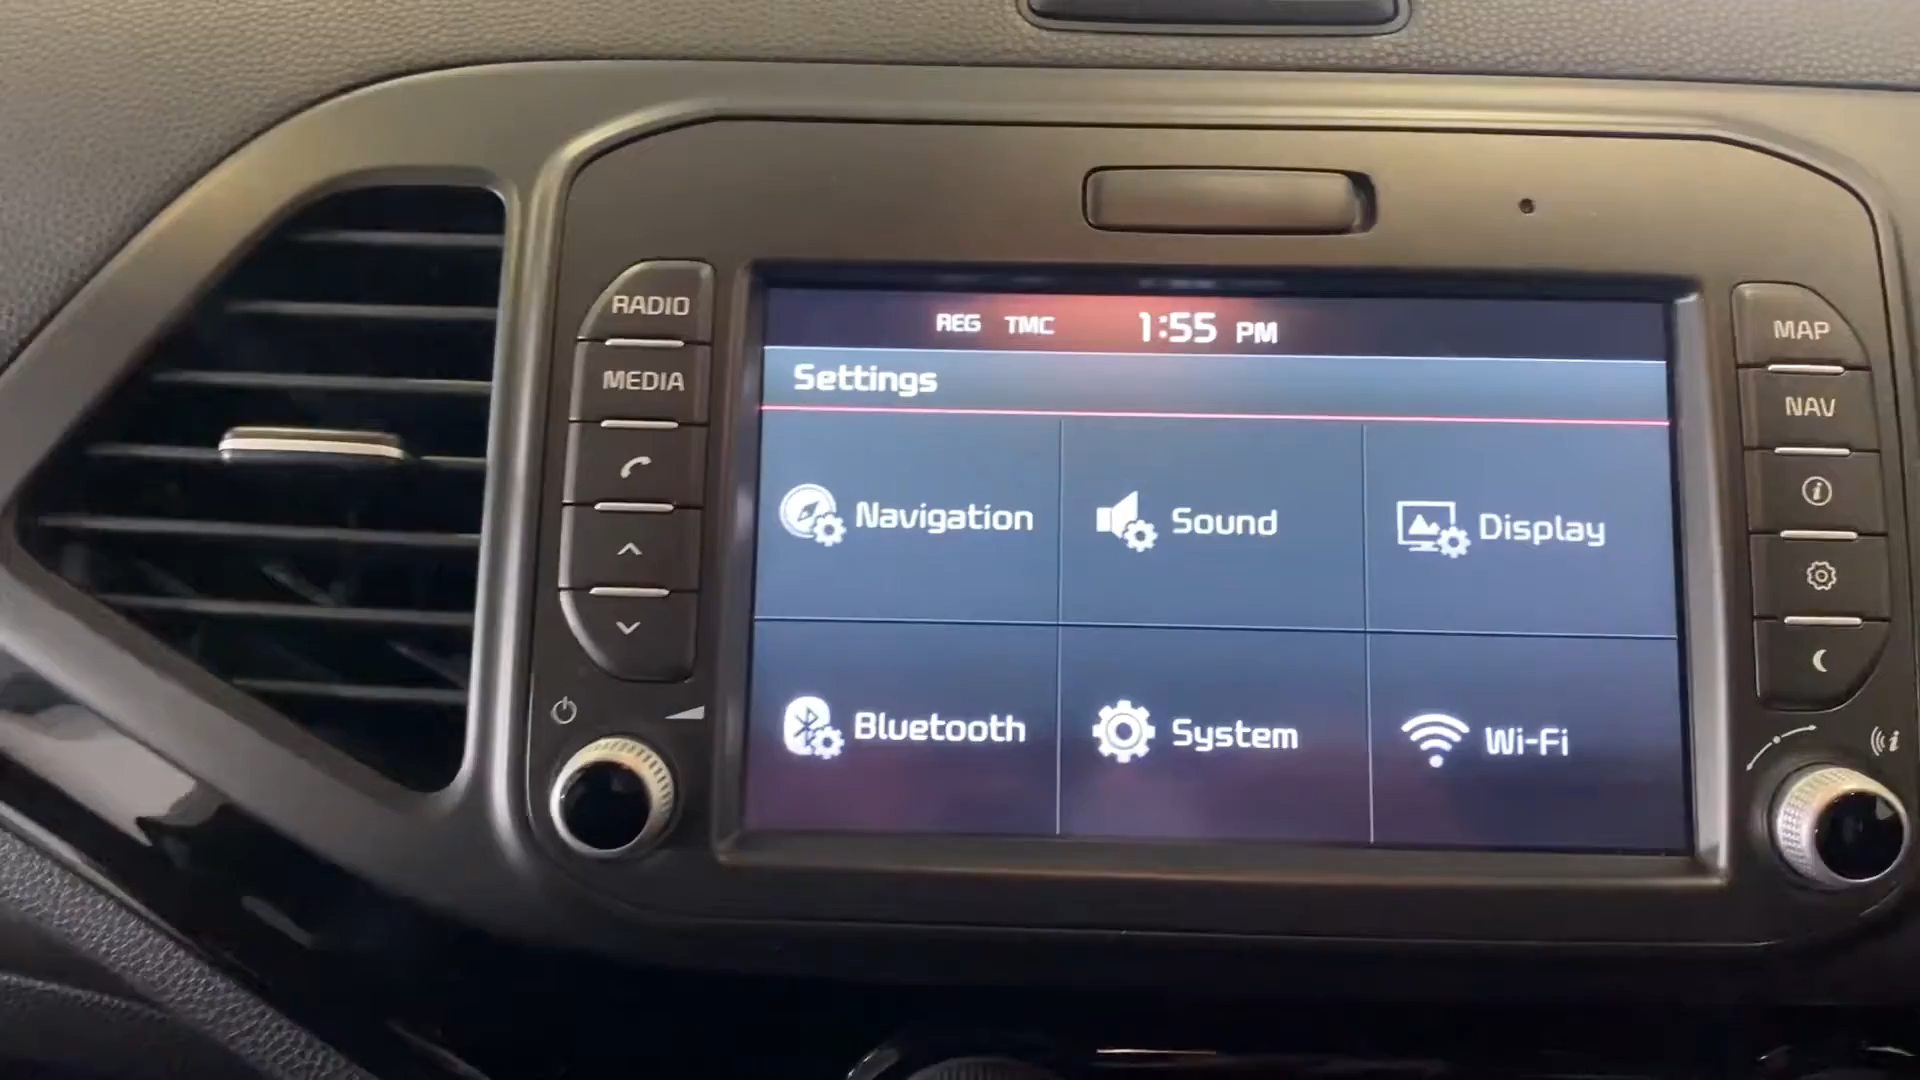 REG TMC 1:55 PM
Settings
Navigation
Sound
Display
Bluetooth
System
Wi-Fi
RADIO
MEDIA
MAP
NAV